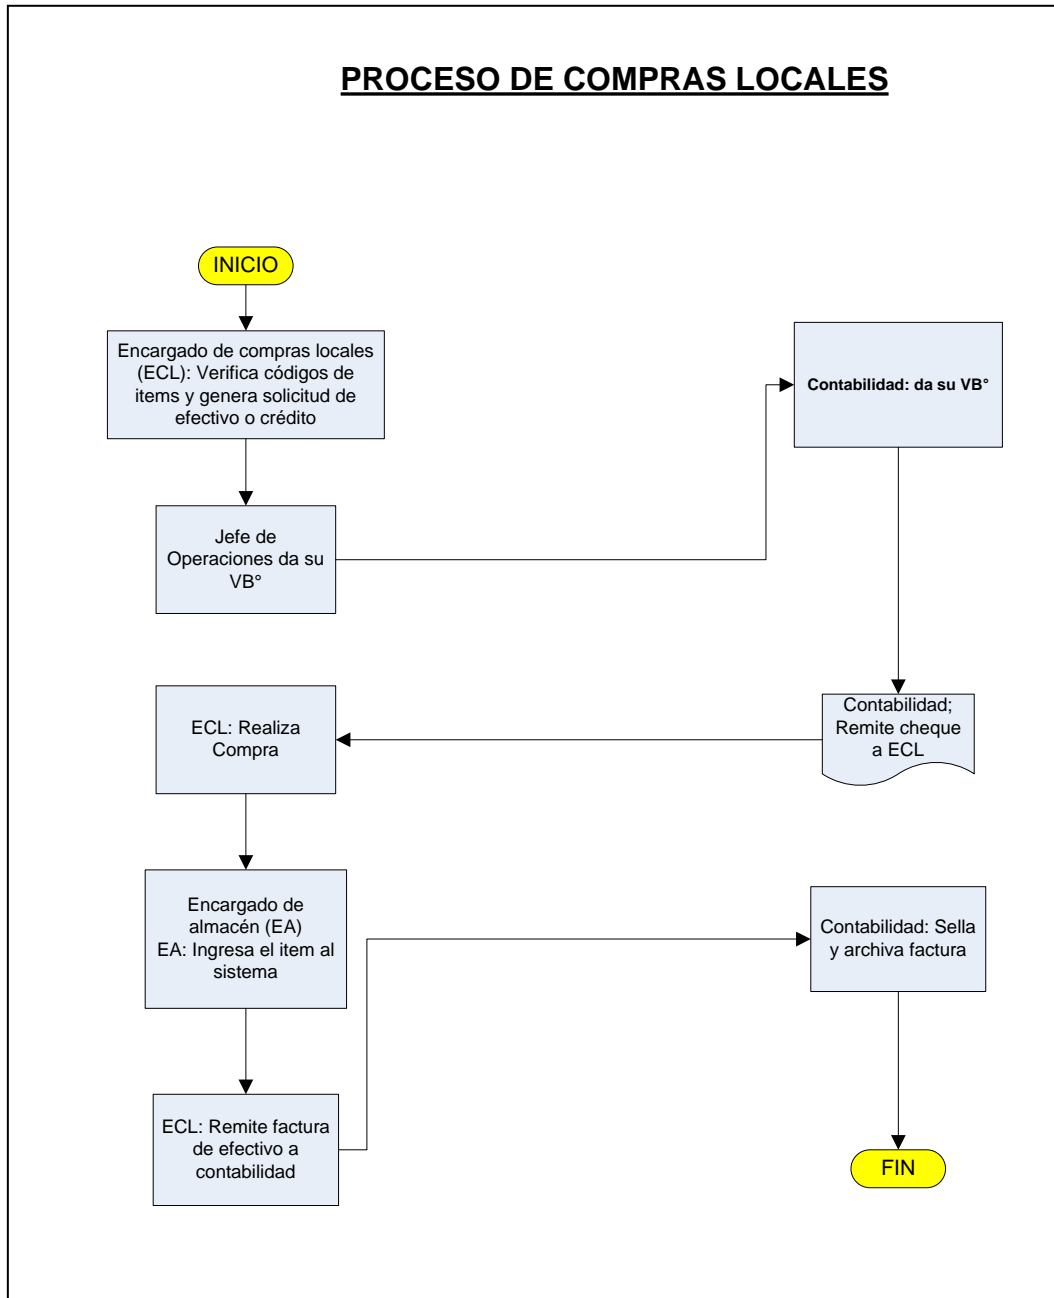 PROCESO DE COMPRAS LOCALES
INICIO
Encargado de compras locales
(ECL): Verifica códigos de
items y genera solicitud de
efectivo o crédito
Jefe de
Operaciones da su
VB°
Contabilidad: da su VB°
Contabilidad;
Remite cheque
a ECL
ECL: Realiza
Compra
Encargado de
almacén (EA)
EA: Ingresa el item al
sistema
ECL: Remite factura
de efectivo a
contabilidad
Contabilidad: Sella
y archiva factura
FIN